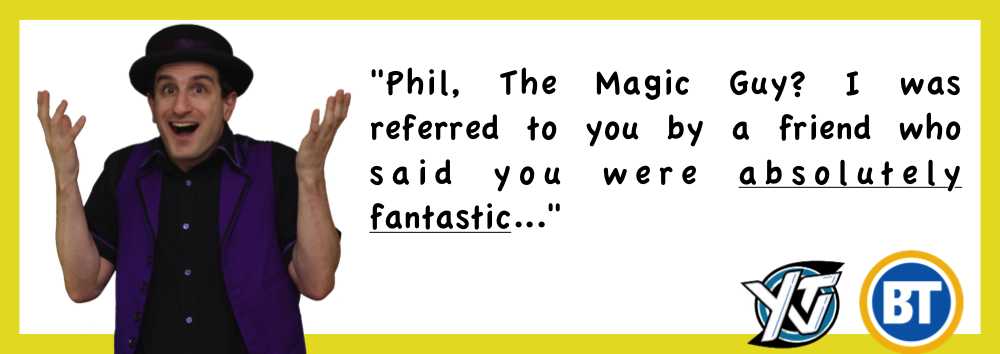 "Phil, The Magic Guy? I was
referred to you by a friend who
said you were absolutely
fantastic..."
YTV
BT